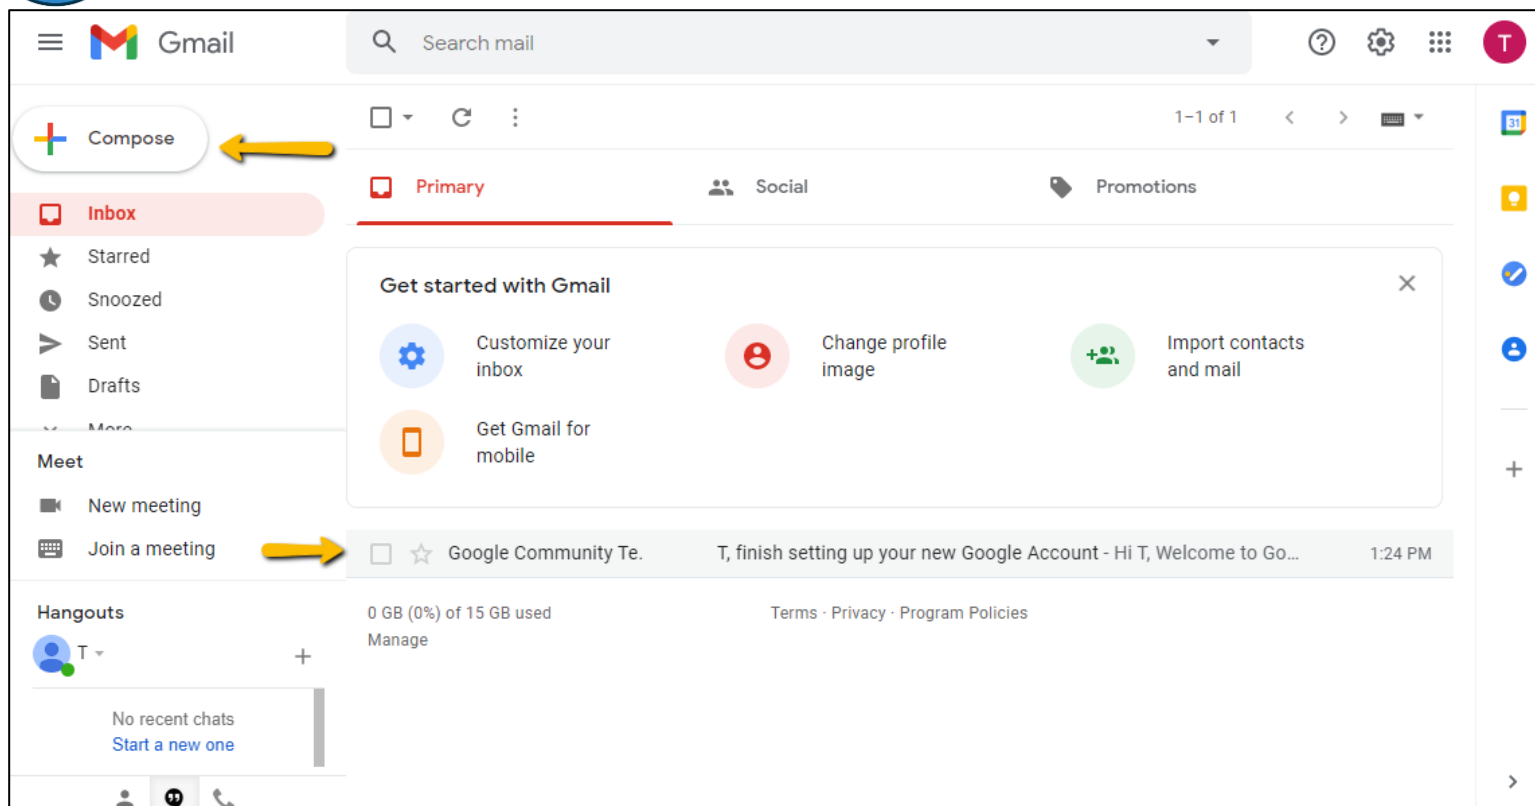 Gmail
Search mail
T
Compose
1–1 of 1
31
Primary
Social
Promotions
Inbox
Starred
Snoozed
Sent
Drafts
More
Get started with Gmail
Customize your
inbox
Change profile
image
Import contacts
and mail
Get Gmail for
mobile
Meet
New meeting
Join a meeting
Google Community Te.
T, finish setting up your new Google Account - Hi T, Welcome to Go...
1:24 PM
Hangouts
0 GB (0%) of 15 GB used
Manage
Terms · Privacy · Program Policies
T
No recent chats
Start a new one